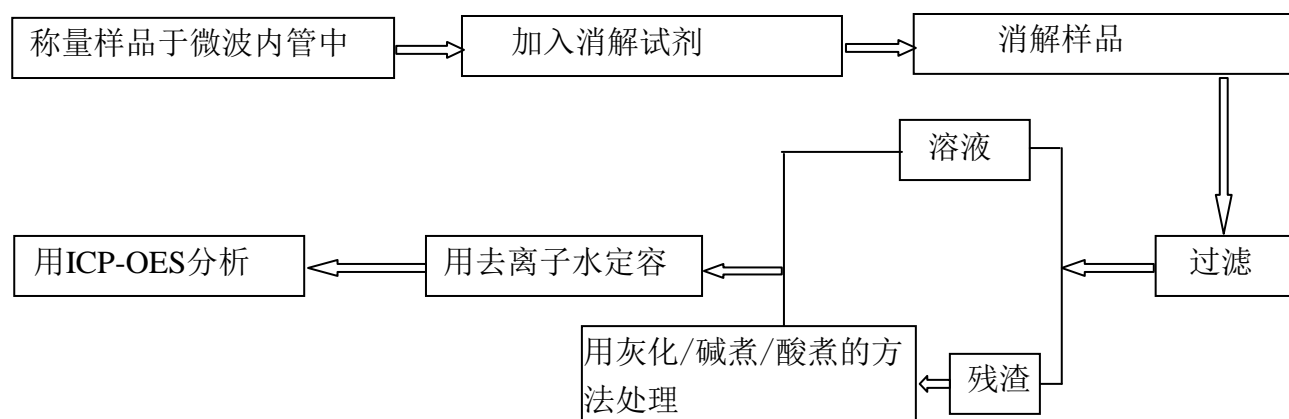 称量样品于微波内管中
加入消解试剂
消解样品
溶液
过滤
用去离子水定容
用ICP-OES分析
残渣
用灰化/碱煮/酸煮的方
法处理